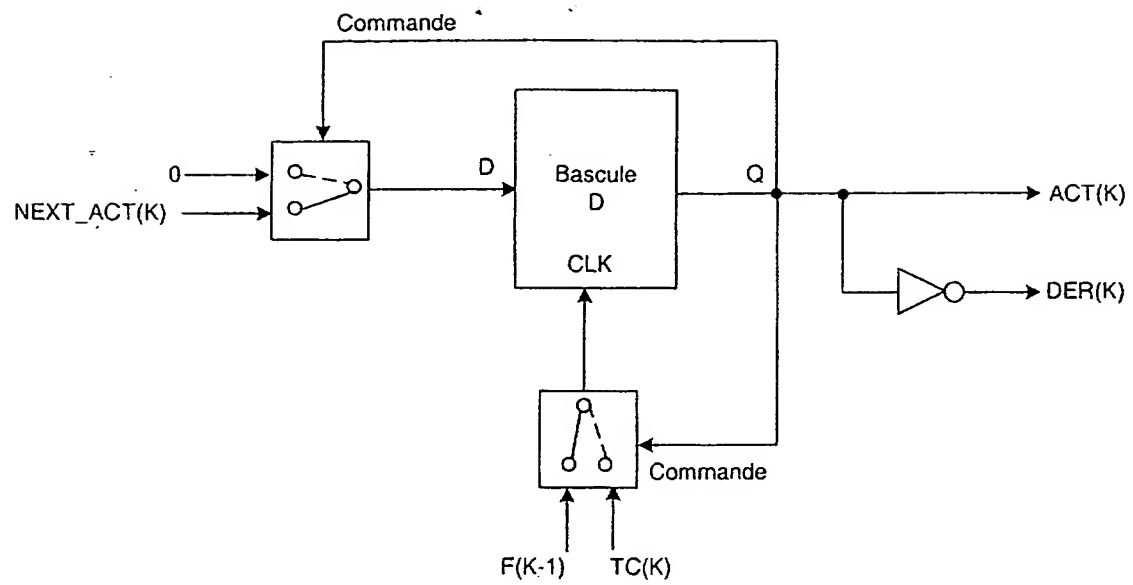 Commande
0
NEXT_ACT(K)
D
Bascule
D
CLK
Q
ACT(K)
DER(K)
Commande
F(K-1)
TC(K)